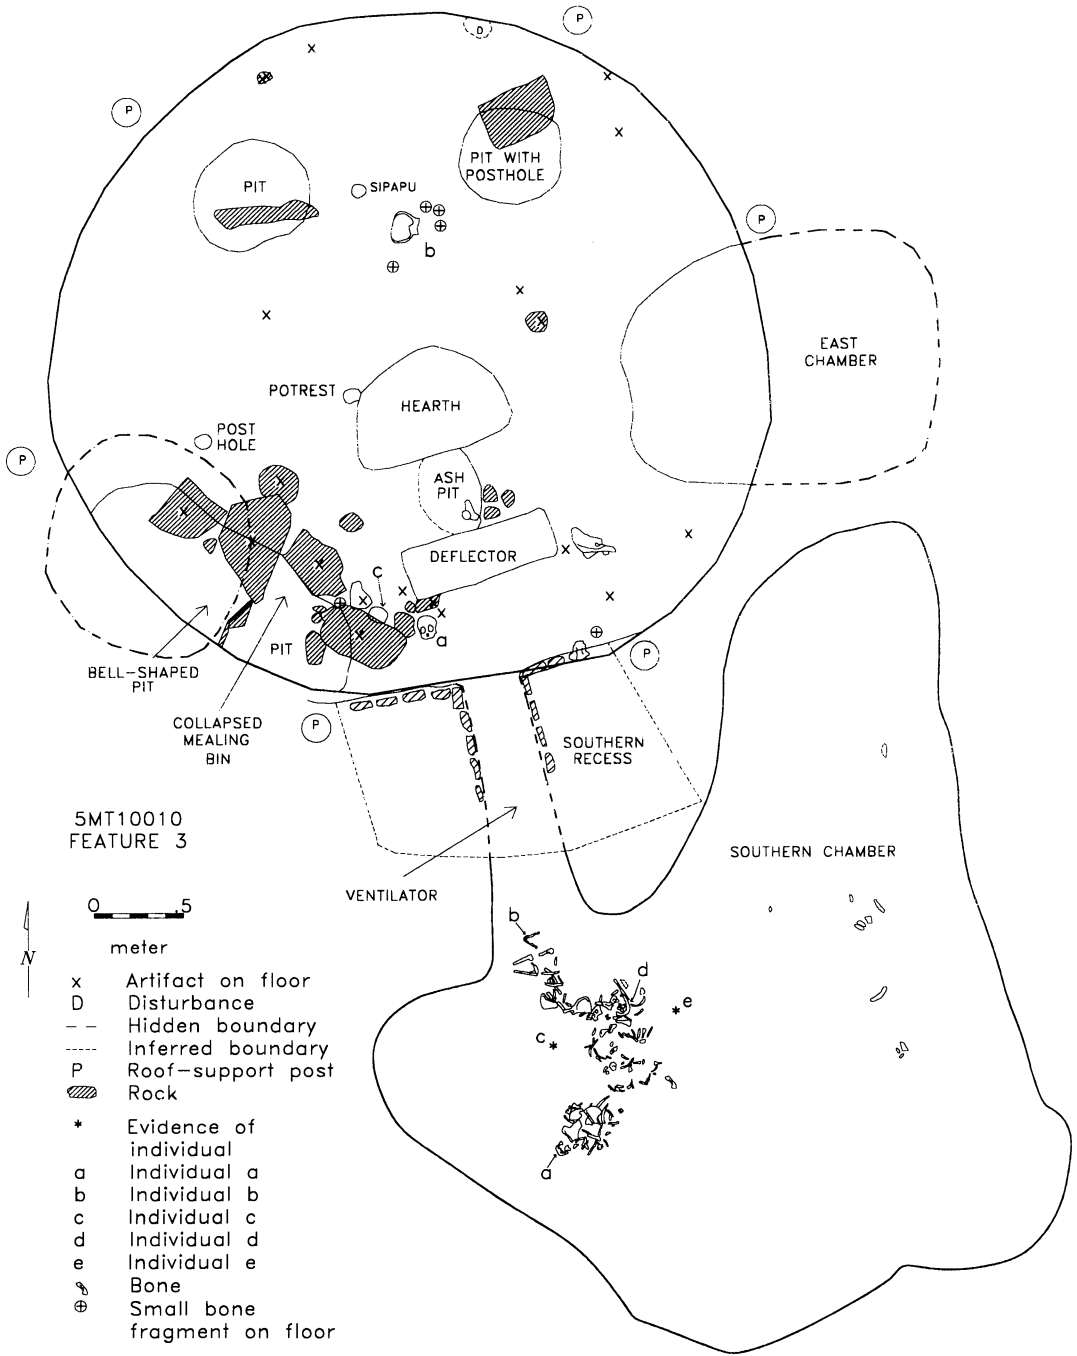 P
D
P
PIT
SIPAPU
PIT WITH
POSTHOLE
b
P
EAST
CHAMBER
POTREST
HEARTH
POST
HOLE
P
ASH
PIT
DEFLECTOR
c
a
PIT
BELL-SHAPED
PIT
P
COLLAPSED
MEALING
BIN
P
SOUTHERN
RECESS
5MT10010
FEATURE 3
SOUTHERN CHAMBER
VENTILATOR
0 .5
meter
N
b
d
e
c
a
x Artifact on floor
D Disturbance
– – Hidden boundary
----- Inferred boundary
P Roof-support post
Rock
* Evidence of
individual
a Individual a
b Individual b
c Individual c
d Individual d
e Individual e
Bone
⊕ Small bone
fragment on floor